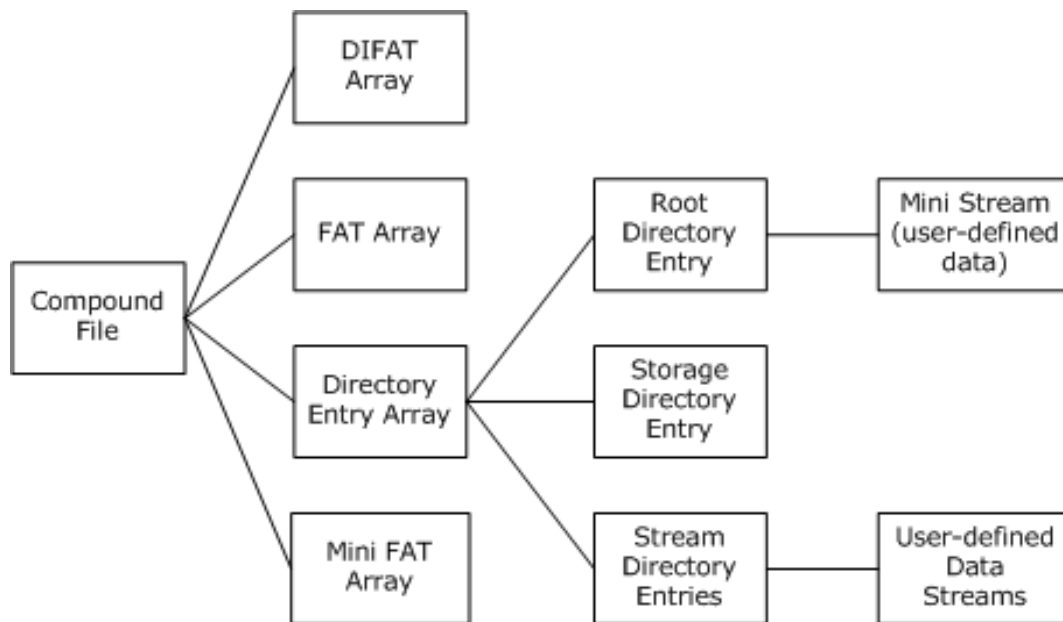 DIFAT
Array
FAT Array
Root
Directory
Entry
Mini Stream
(user-defined
data)
Compound
File
Directory
Entry Array
Storage
Directory
Entry
Mini FAT
Array
Stream
Directory
Entries
User-defined
Data
Streams